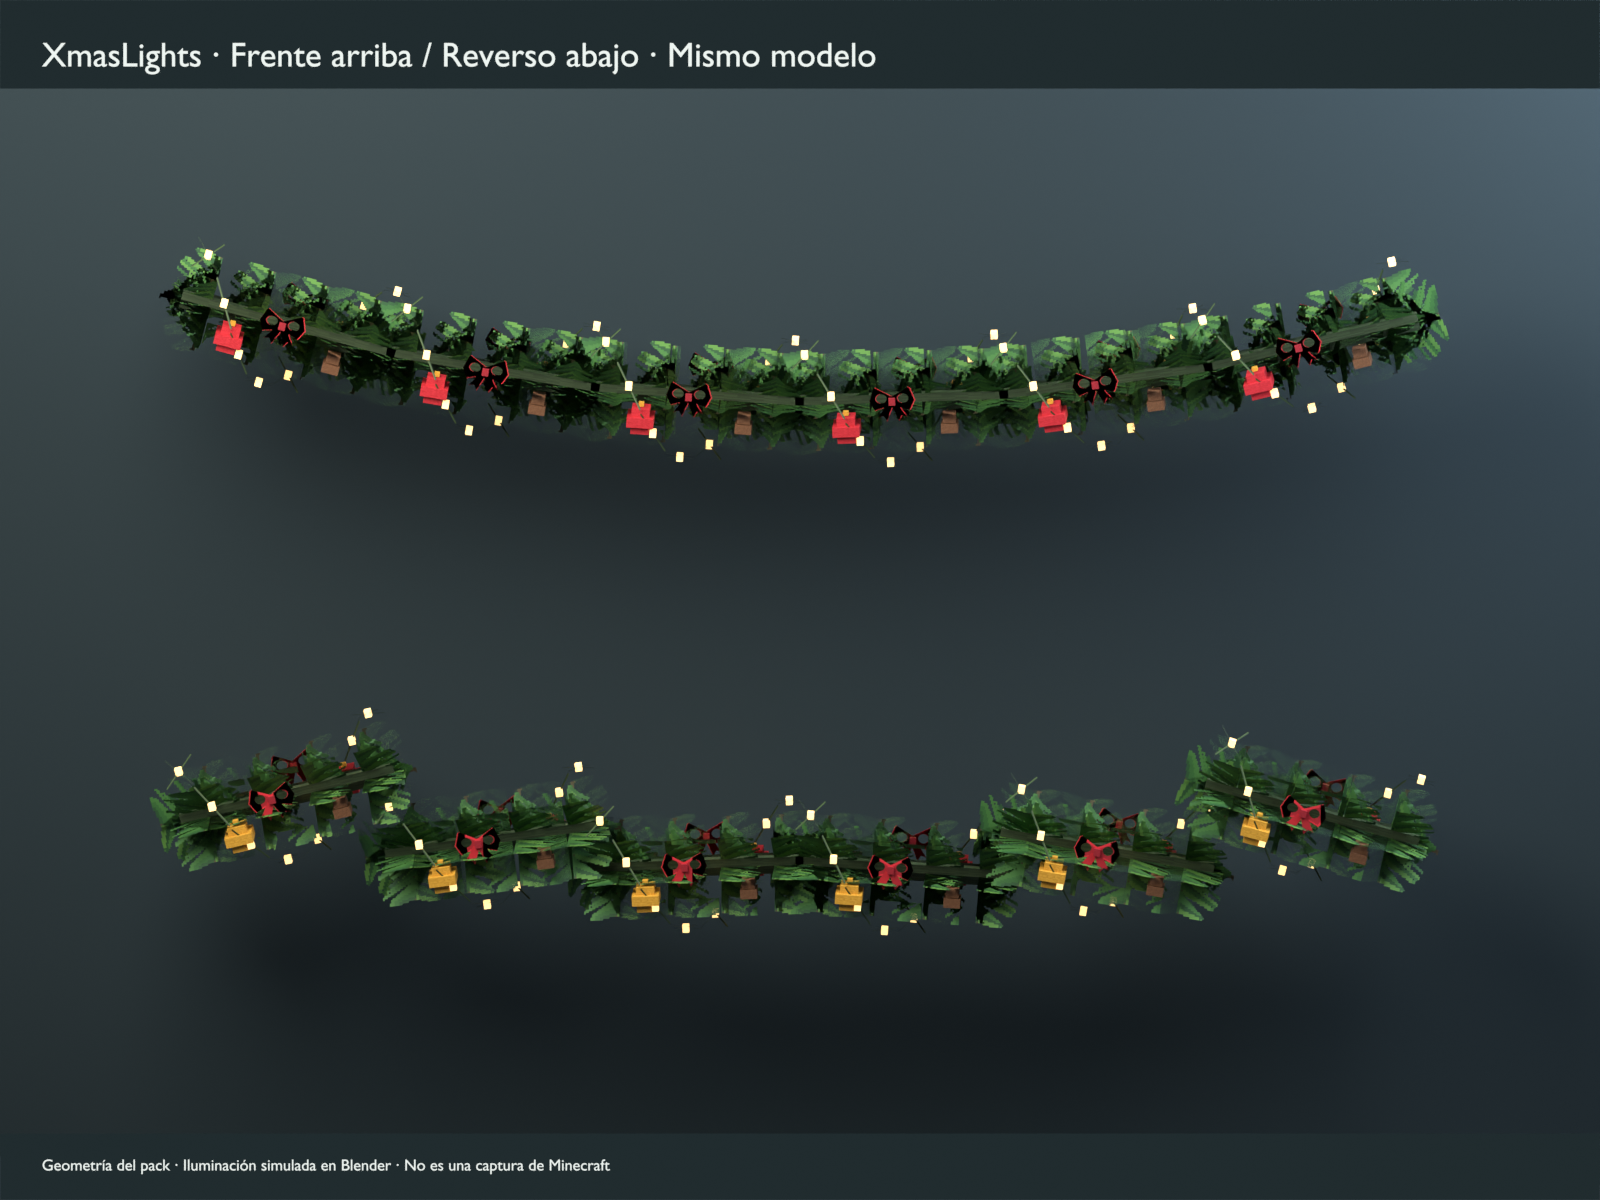 XmasLights · Frente arriba / Reverso abajo · Mismo modelo
Geometría del pack · Iluminación simulada en Blender · No es una captura de Minecraft